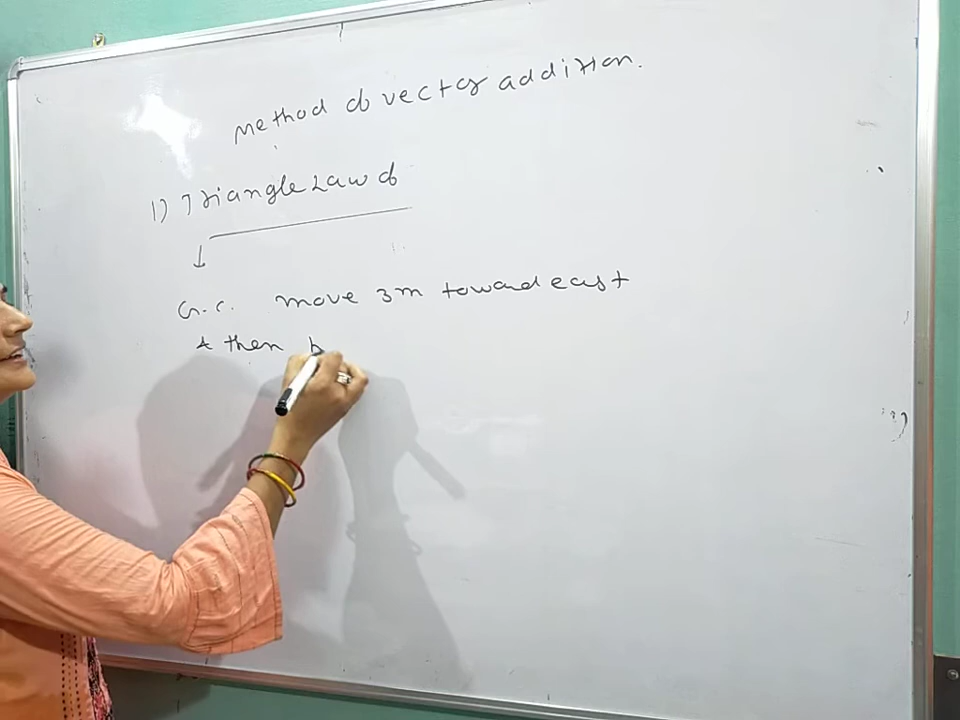 Method of vector addition.
1) Triangle Law of
G.C. move 3m toward east
& then